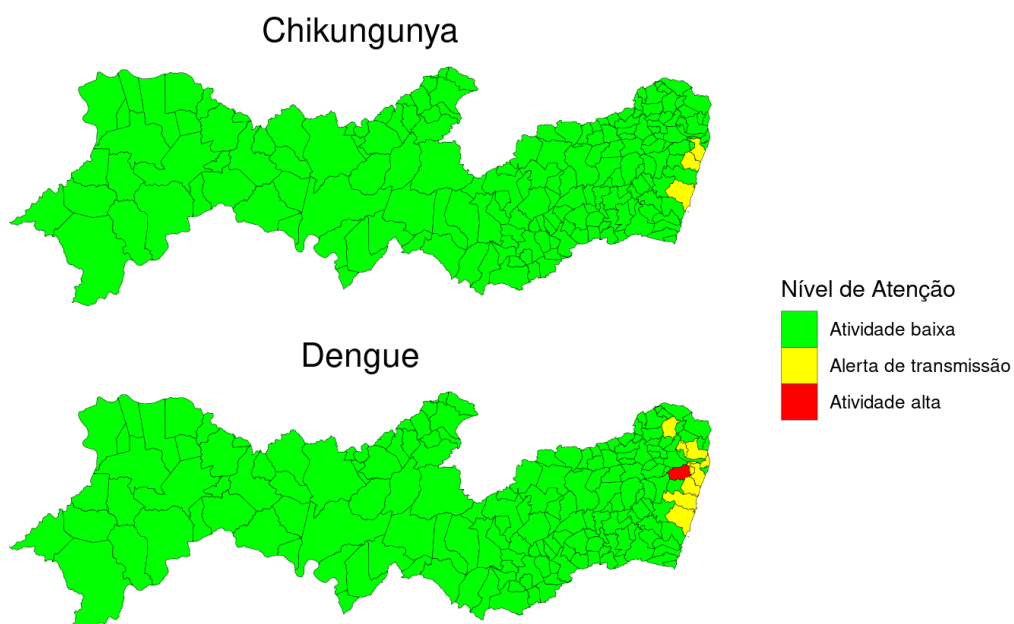 Chikungunya
Nível de Atenção
Atividade baixa
Alerta de transmissão
Atividade alta
Dengue